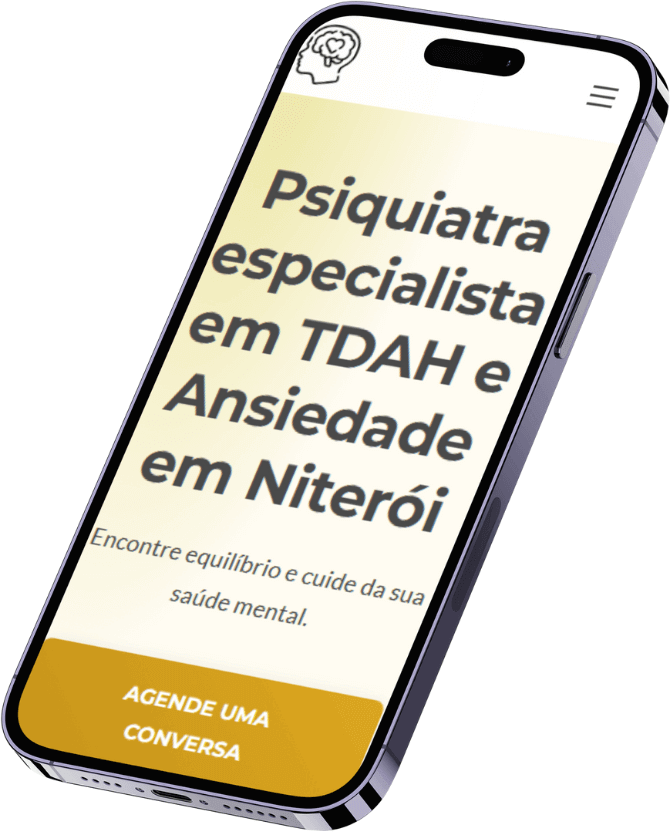 Psiquiatra
especialista
em TDAH e
Ansiedade
em Niterói
Encontre equilíbrio e cuide da sua
saúde mental.
AGENDE UMA
CONVERSA